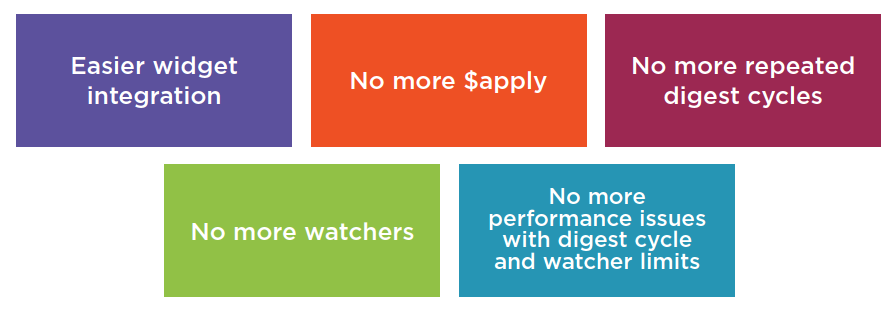 Easier widget
integration
No more $apply
No more repeated
digest cycles
No more watchers
No more
performance issues
with digest cycle
and watcher limits